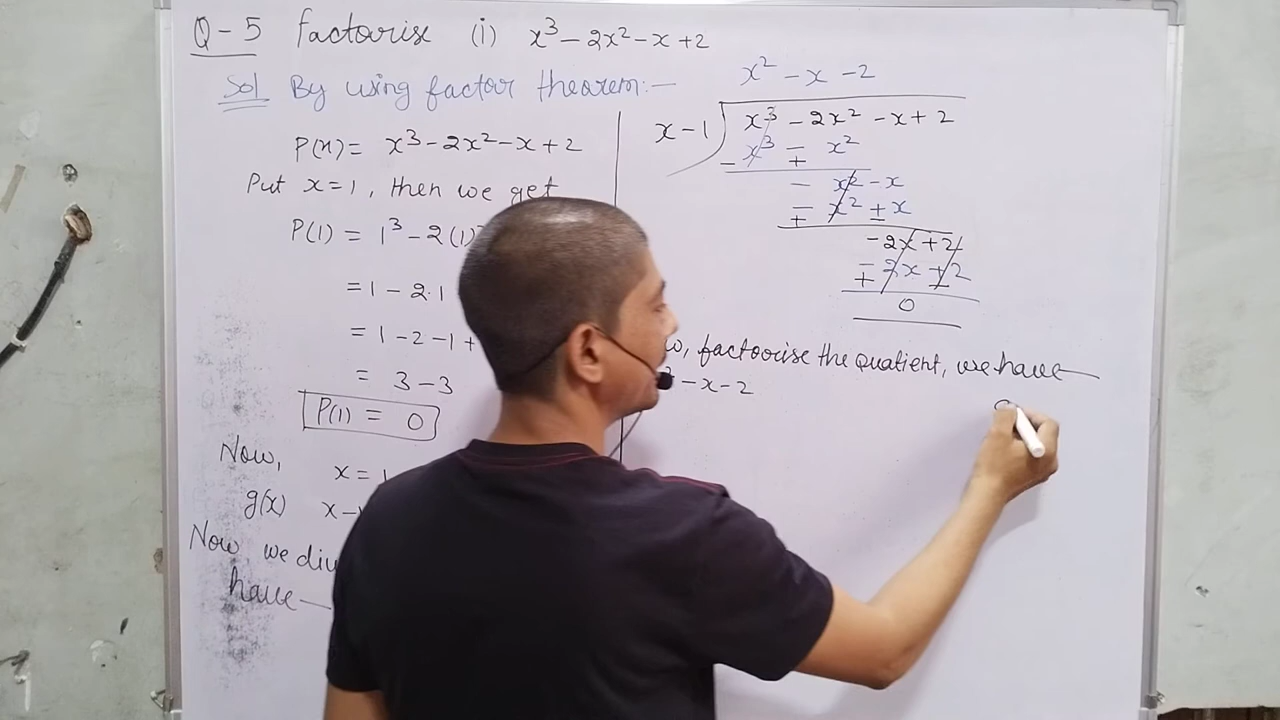 Q-5 factorise (i) x³ - 2x² - x + 2
Sol By using factor theorem:-
P(x) = x³ - 2x² - x + 2
Put x = 1, then we get
P(1) = 1³ - 2(1)
= 1 - 2·1
= 1 - 2 - 1 +
= 3 - 3
P(1) = 0
Now, x = 1
g(x) x -
Now we
have —
x² - x - 2
x - 1 ) x³ - 2x² - x + 2
x³ - x²
- +
- x² - x
- x² + x
+ -
- 2x + 2
- 2x + 2
+ -
0
factoorise the quatient, we have —
² - x - 2